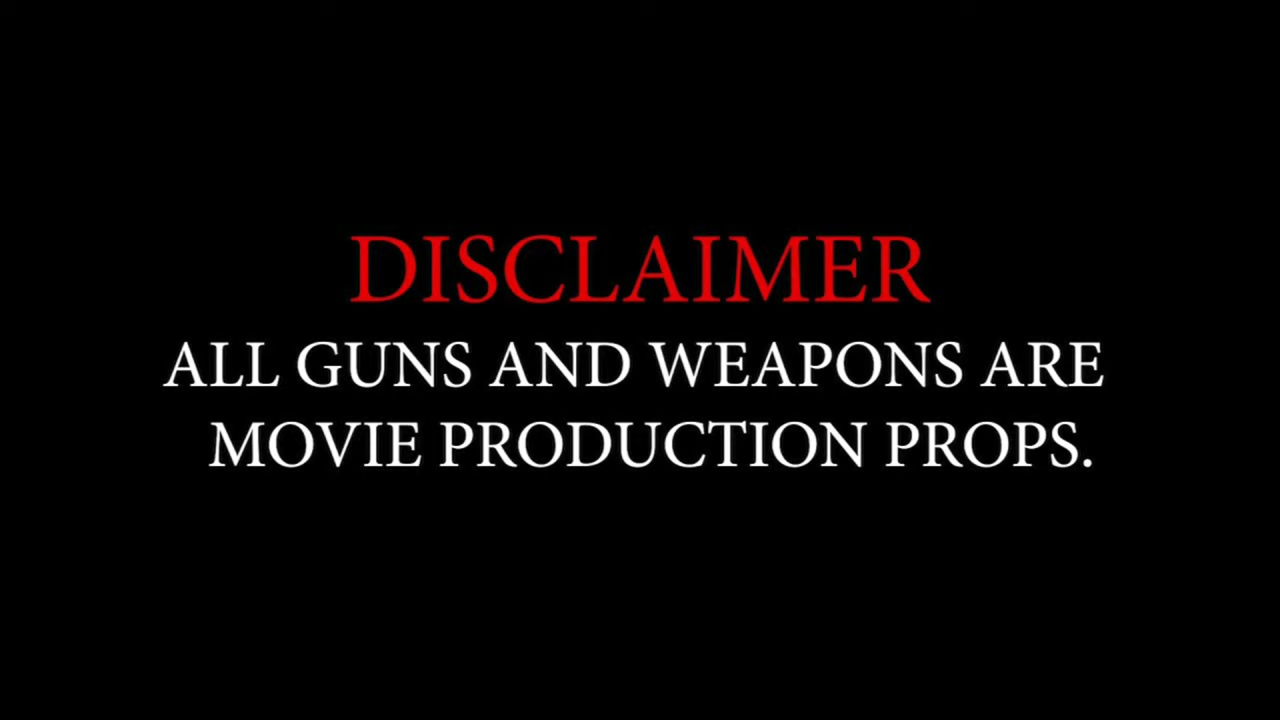 DISCLAIMER
ALL GUNS AND WEAPONS ARE
MOVIE PRODUCTION PROPS.